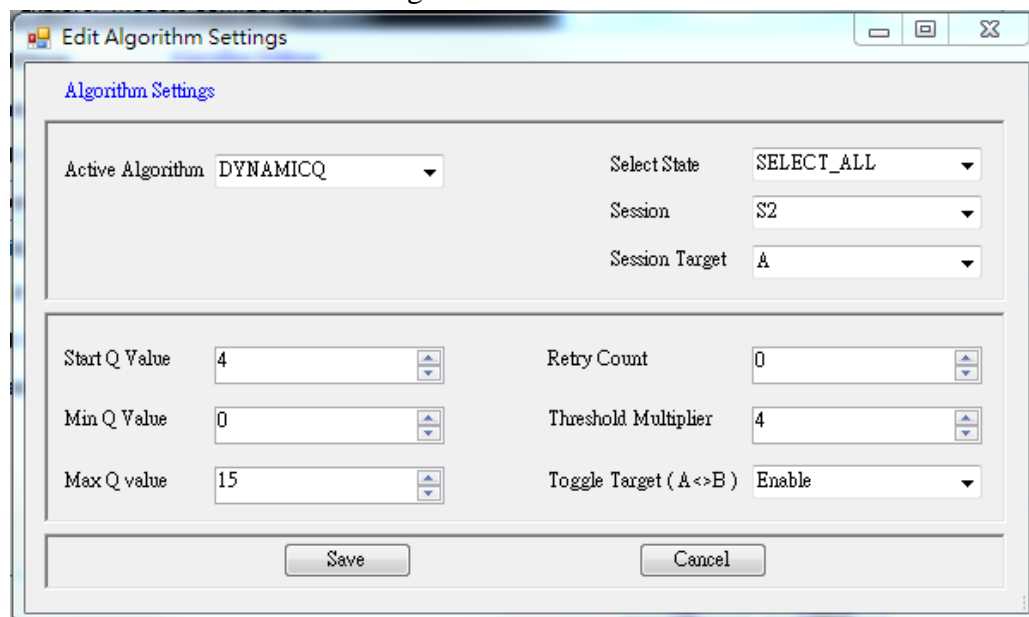 Edit Algorithm Settings
Algorithm Settings
Active Algorithm DYNAMICQ
Select State SELECT_ALL
Session S2
Session Target A
Start Q Value 4
Retry Count 0
Min Q Value 0
Threshold Multiplier 4
Max Q value 15
Toggle Target ( A<>B ) Enable
Save Cancel